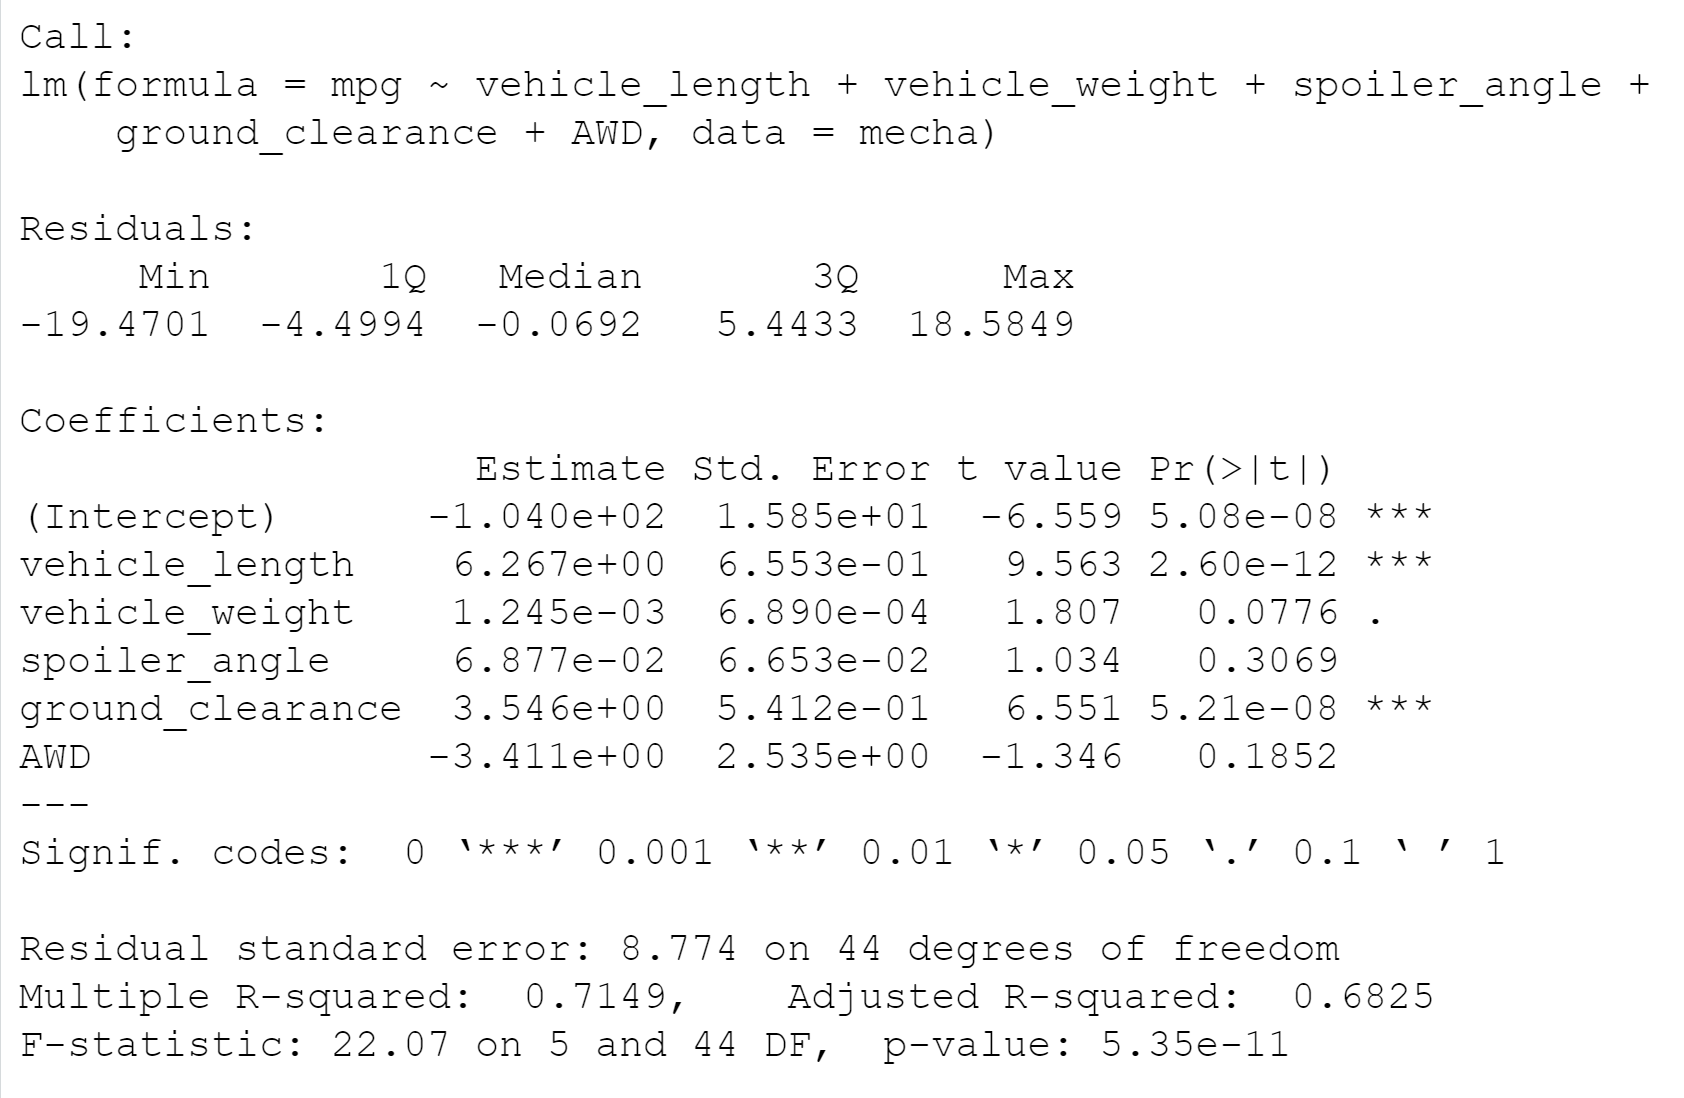 Call:
lm(formula = mpg ~ vehicle_length + vehicle_weight + spoiler_angle +
    ground_clearance + AWD, data = mecha)

Residuals:
     Min       1Q   Median       3Q      Max
-19.4701  -4.4994  -0.0692   5.4433  18.5849

Coefficients:
                   Estimate Std. Error t value Pr(>|t|)
(Intercept)      -1.040e+02  1.585e+01  -6.559 5.08e-08 ***
vehicle_length    6.267e+00  6.553e-01   9.563 2.60e-12 ***
vehicle_weight    1.245e-03  6.890e-04   1.807   0.0776 .
spoiler_angle     6.877e-02  6.653e-02   1.034   0.3069
ground_clearance  3.546e+00  5.412e-01   6.551 5.21e-08 ***
AWD              -3.411e+00  2.535e+00  -1.346   0.1852
---
Signif. codes:  0 ‘***’ 0.001 ‘**’ 0.01 ‘*’ 0.05 ‘.’ 0.1 ‘ ’ 1

Residual standard error: 8.774 on 44 degrees of freedom
Multiple R-squared:  0.7149,    Adjusted R-squared:  0.6825
F-statistic: 22.07 on 5 and 44 DF,  p-value: 5.35e-11